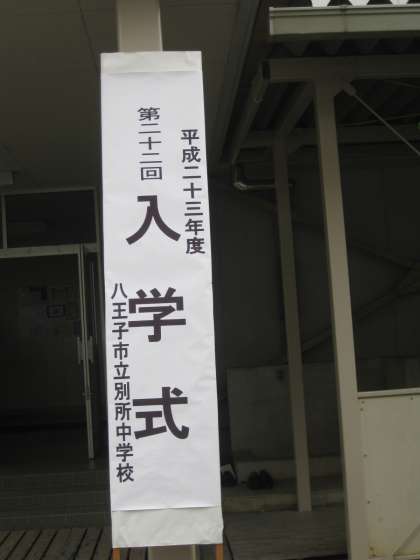 平成二十三年度
第二十二回
入学式
八王子市立別所中学校